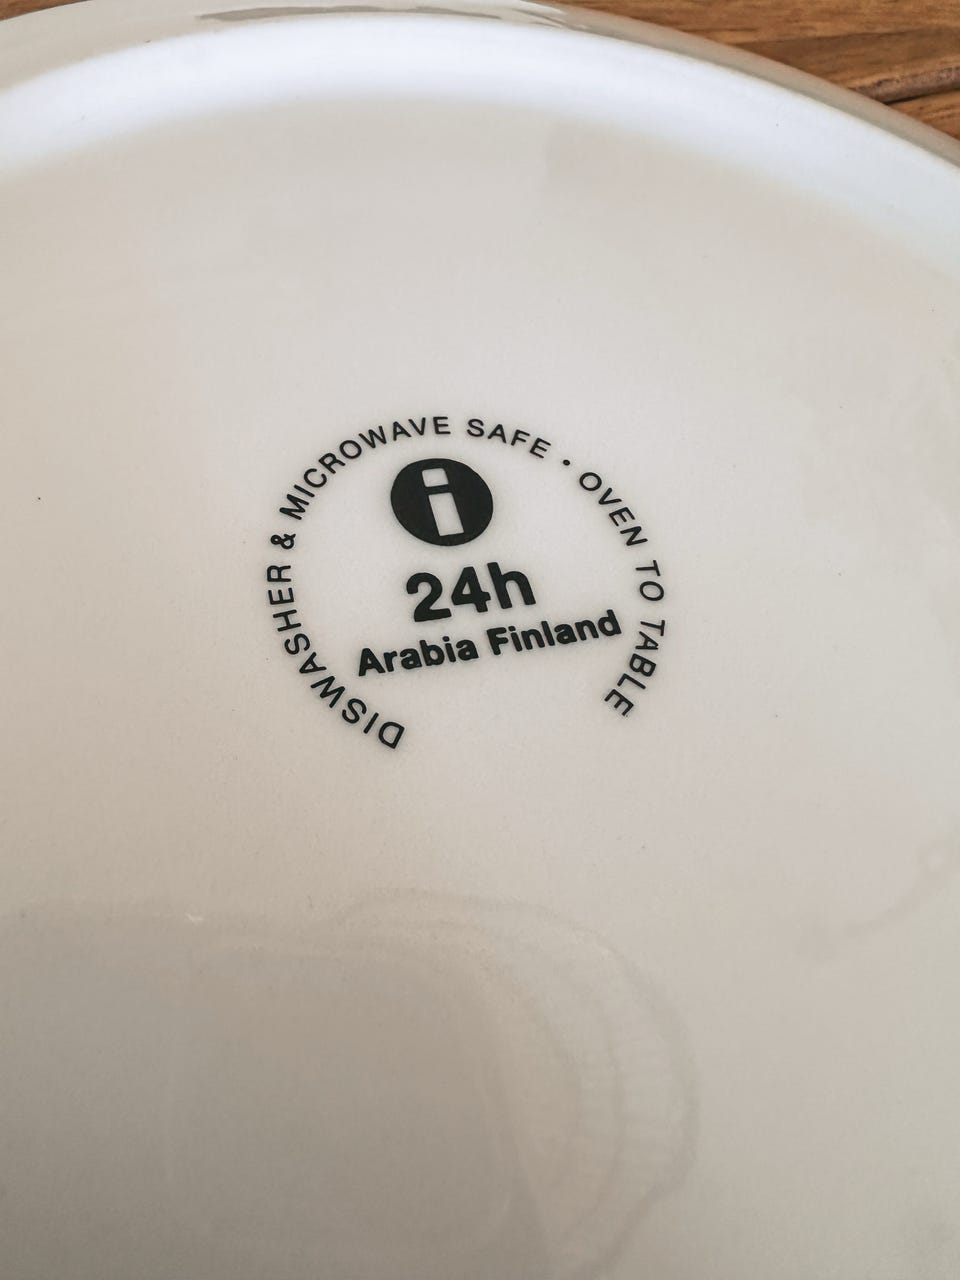 DISWASHER & MICROWAVE SAFE • OVEN TO TABLE
i
24h
Arabia Finland